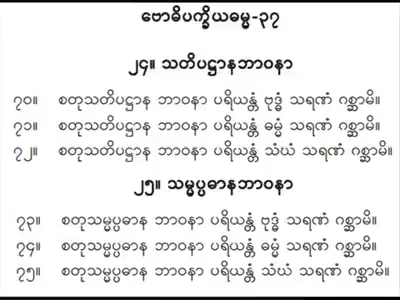 ဗောဓိပက္ခိယဓမ္မ-၃၇
၂၄။ သတိပဋ္ဌာနဘာဝနာ
၇၀။ စတုသတိပဋ္ဌာန ဘာဝနာ ပရိယန္တံ ဗုဒ္ဓံ သရဏံ ဂစ္ဆာမိ။
၇၁။ စတုသတိပဋ္ဌာန ဘာဝနာ ပရိယန္တံ ဓမ္မံ သရဏံ ဂစ္ဆာမိ။
၇၂။ စတုသတိပဋ္ဌာန ဘာဝနာ ပရိယန္တံ သံဃံ သရဏံ ဂစ္ဆာမိ။
၂၅။ သမ္မပ္ပဓာနဘာဝနာ
၇၃။ စတုသမ္မပ္ပဓာန ဘာဝနာ ပရိယန္တံ ဗုဒ္ဓံ သရဏံ ဂစ္ဆာမိ။
၇၄။ စတုသမ္မပ္ပဓာန ဘာဝနာ ပရိယန္တံ ဓမ္မံ သရဏံ ဂစ္ဆာမိ။
၇၅။ စတုသမ္မပ္ပဓာန ဘာဝနာ ပရိယန္တံ သံဃံ သရဏံ ဂစ္ဆာမိ။